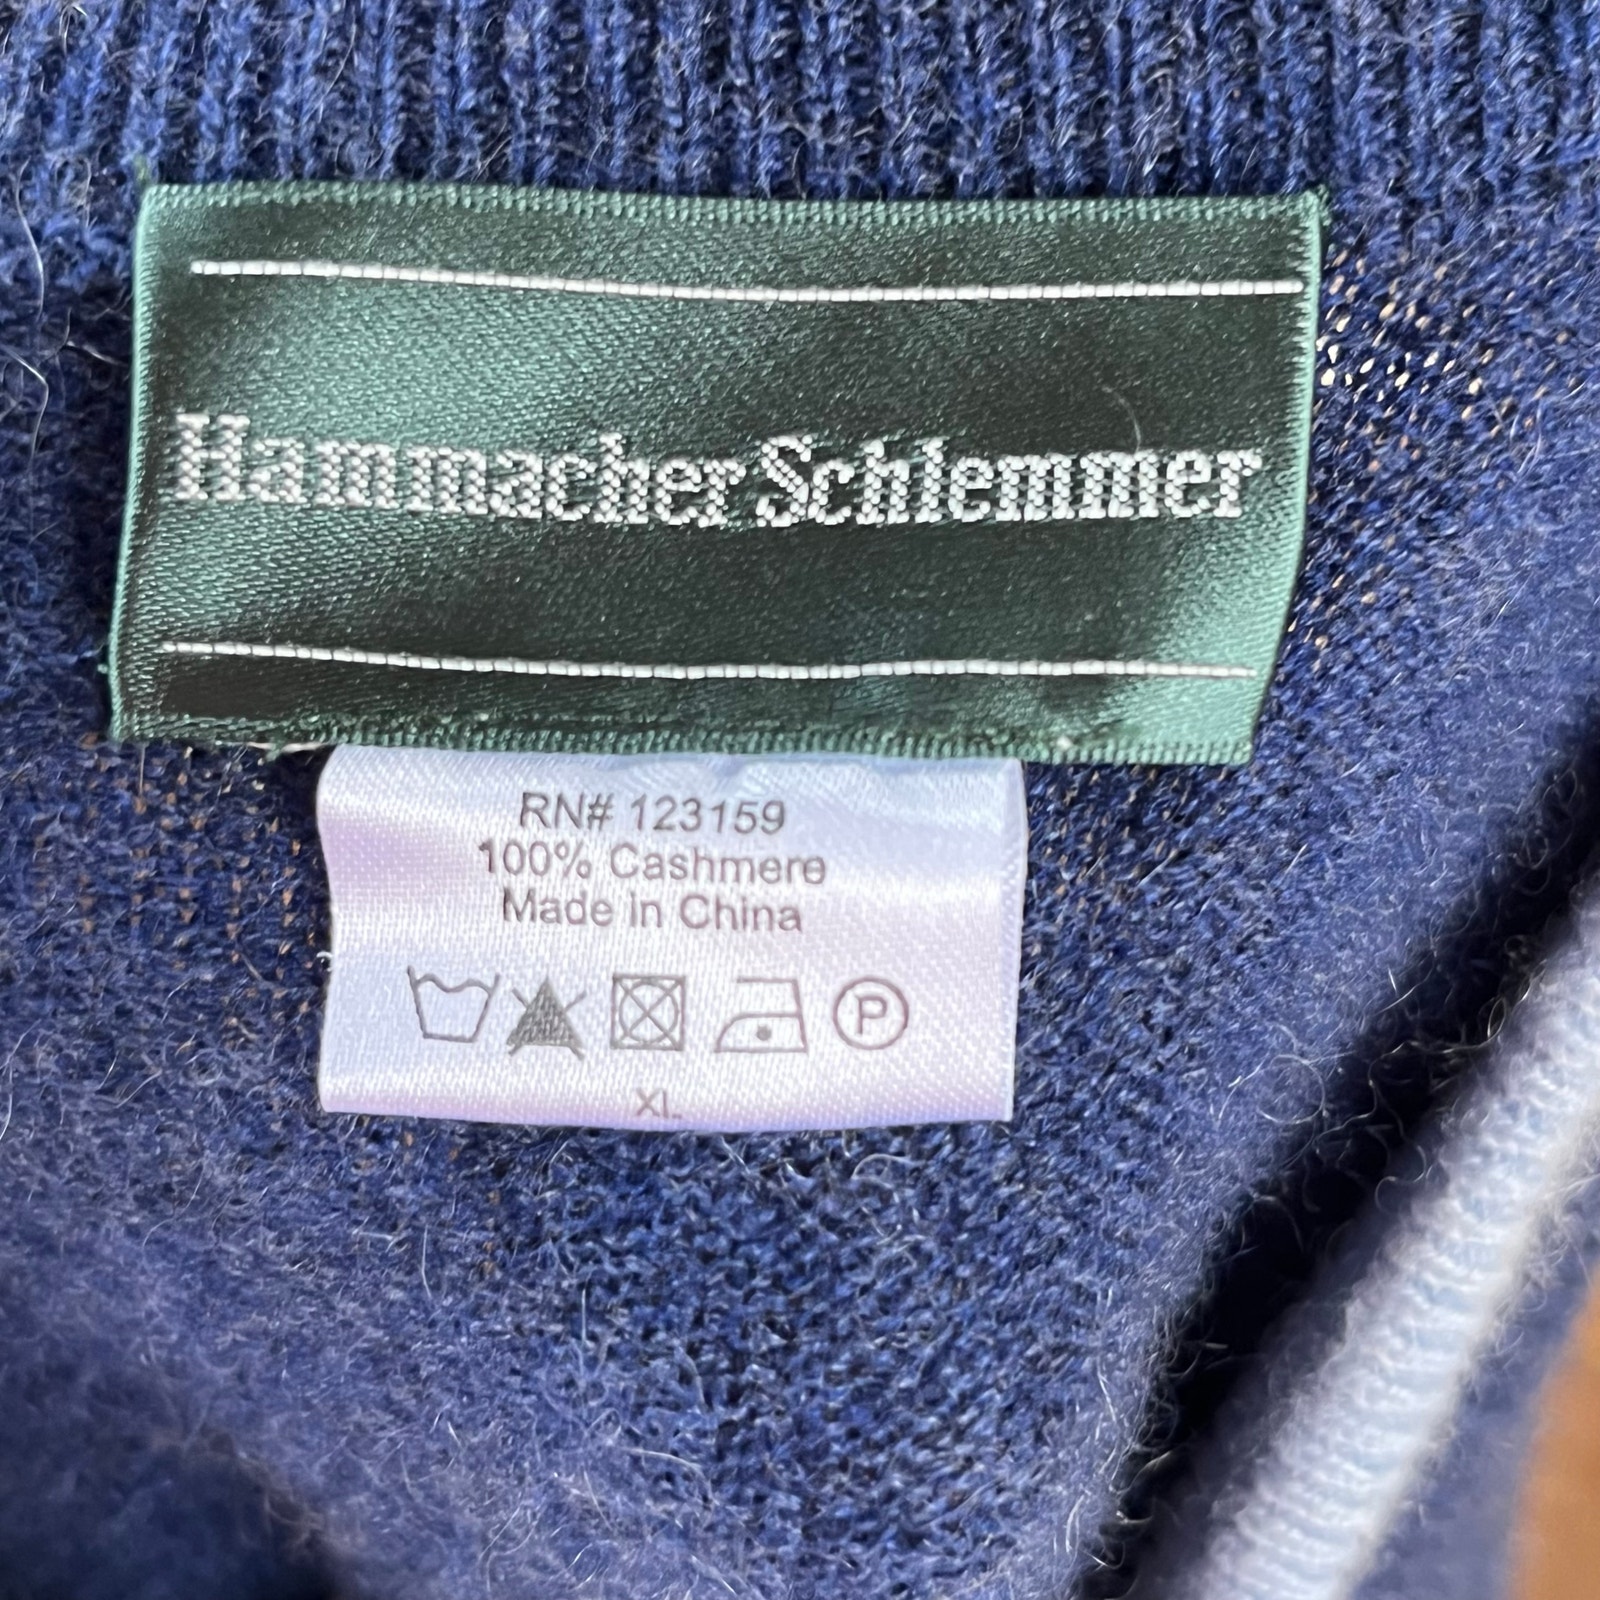 Hammacher Schlemmer
RN# 123159
100% Cashmere
Made in China
P
XL